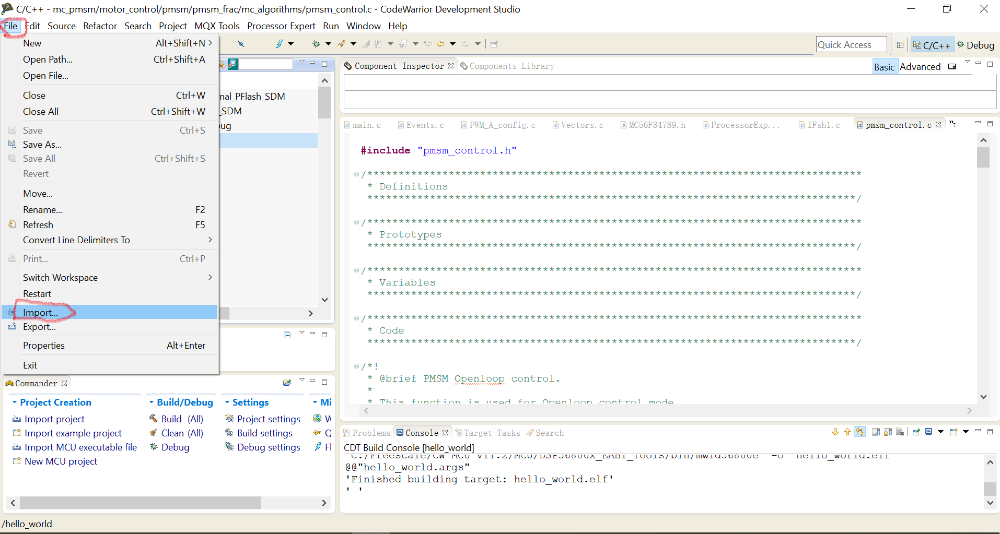 C/C++ - mc_pmsm/motor_control/pmsm/pmsm_frac/mc_algorithms/pmsm_control.c - CodeWarrior Development Studio
File Edit Source Refactor Search Project MQX Tools Processor Expert Run Window Help
New Alt+Shift+N
Open Path... Ctrl+Shift+A
Open File...
Close Ctrl+W
Close All Ctrl+Shift+W
Save Ctrl+S
Save As...
Save All Ctrl+Shift+S
Revert
Move...
Rename... F2
Refresh F5
Convert Line Delimiters To
Print... Ctrl+P
Switch Workspace
Restart
Import...
Export...
Properties Alt+Enter
Exit
Quick Access
C/C++ Debug
nal_PFlash_SDM
_SDM
ug
Component Inspector Components Library
Basic Advanced
main.c Events.c PWM_A_config.c Vectors.c MC56F84789.h ProcessorExp... IFsh1.c pmsm_control.c »7
#include "pmsm_control.h"
/*******************************************************************************
* Definitions
******************************************************************************/
/*******************************************************************************
* Prototypes
******************************************************************************/
/*******************************************************************************
* Variables
******************************************************************************/
/*******************************************************************************
* Code
******************************************************************************/
/*!
* @brief PMSM Openloop control.
*
* This function is used for Openloop control mode
Commander
Project Creation
Import project
Import example project
Import MCU executable file
New MCU project
Build/Debug
Build (All)
Clean (All)
Debug
Settings
Project settings
Build settings
Debug settings
Mi
W
Q
Fl
Problems Console Target Tasks Search
CDT Build Console [hello_world]
"C:/Freescale/CW MCU v11.2/MCU/DSP56800x_EABI_Tools/bin/mwld56800e" -o "hello_world.elf"
@@"hello_world.args"
'Finished building target: hello_world.elf'
' '
/hello_world